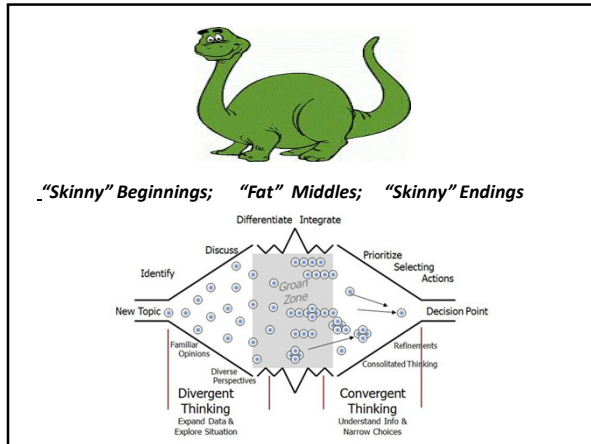 “Skinny” Beginnings; “Fat” Middles; “Skinny” Endings
Differentiate Integrate
Discuss
Prioritize
Selecting
Actions
Identify
Groan
Zone
New Topic
Decision Point
Familiar
Opinions
Refinements
Diverse
Perspectives
Consolitated Thinking
Divergent
Thinking
Expand Data &
Explore Situation
Convergent
Thinking
Understand Info &
Narrow Choices